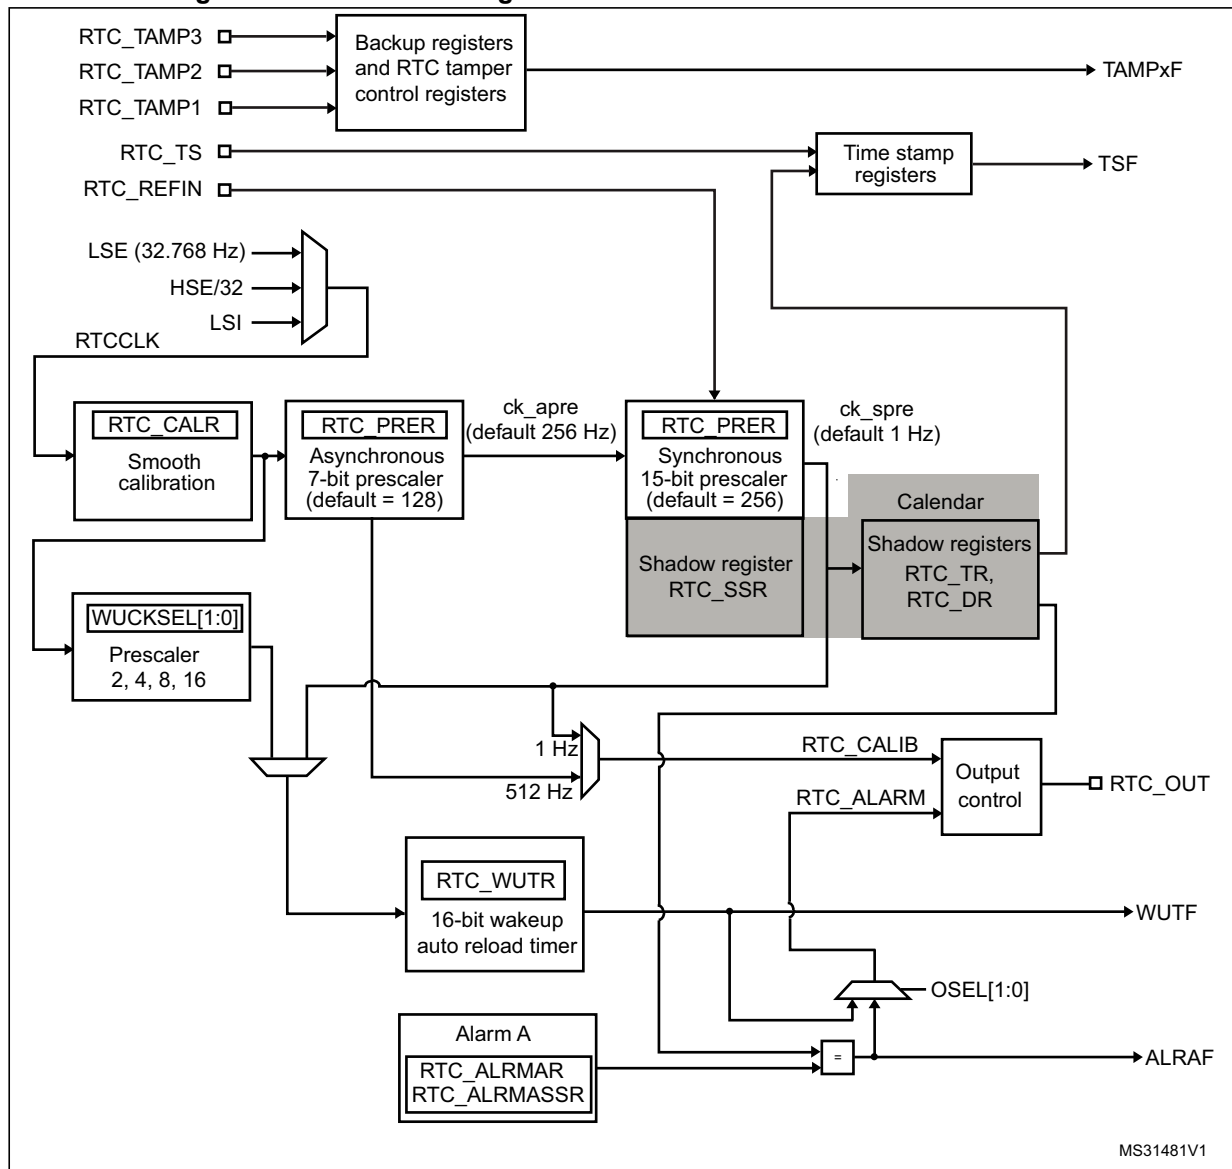 RTC_TAMP3
RTC_TAMP2
RTC_TAMP1
Backup registers
and RTC tamper
control registers
TAMPxF
RTC_TS
RTC_REFIN
Time stamp
registers
TSF
LSE (32.768 Hz)
HSE/32
LSI
RTCCLK
RTC_CALR
Smooth
calibration
RTC_PRER
Asynchronous
7-bit prescaler
(default = 128)
ck_apre
(default 256 Hz)
RTC_PRER
Synchronous
15-bit prescaler
(default = 256)
ck_spre
(default 1 Hz)
Calendar
Shadow register
RTC_SSR
Shadow registers
RTC_TR,
RTC_DR
WUCKSEL[1:0]
Prescaler
2, 4, 8, 16
1 Hz
512 Hz
RTC_CALIB
RTC_ALARM
Output
control
RTC_OUT
RTC_WUTR
16-bit wakeup
auto reload timer
WUTF
OSEL[1:0]
Alarm A
RTC_ALRMAR
RTC_ALRMASSR
=
ALRAF
MS31481V1